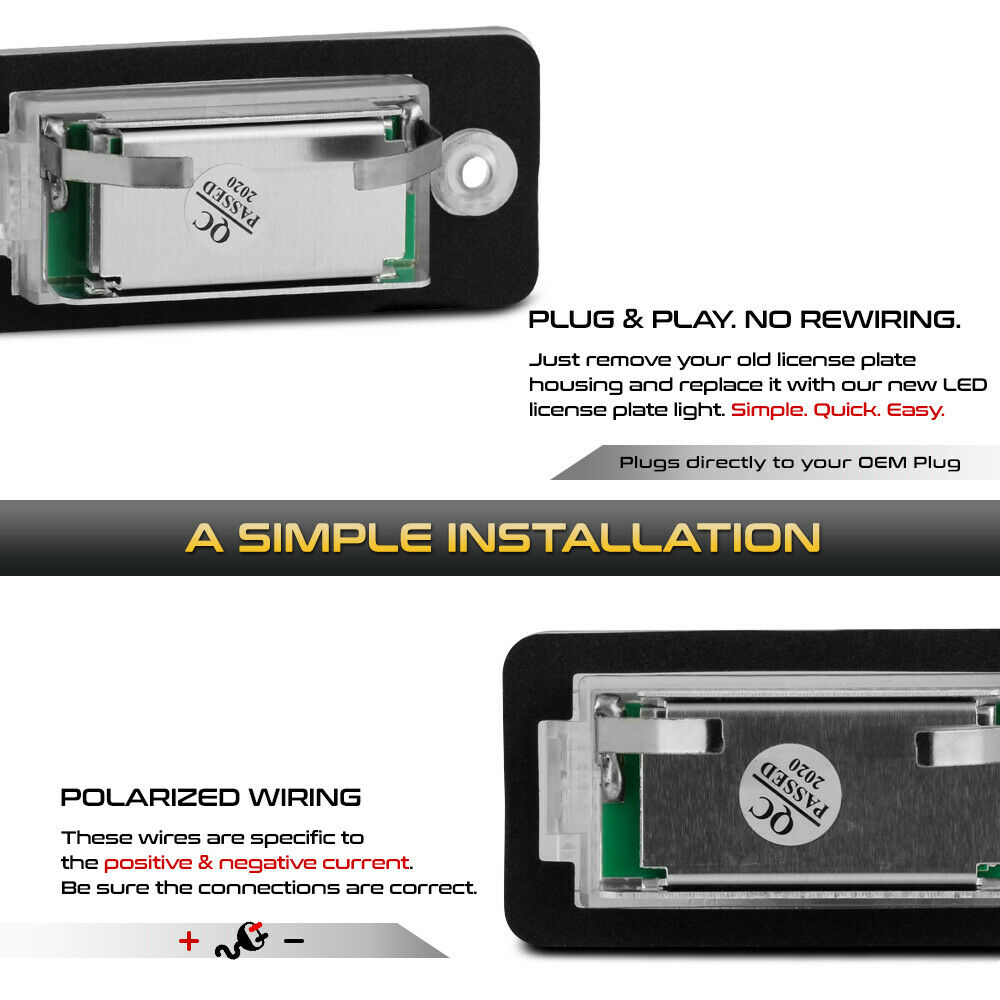 QC
PASSED
2020
PLUG & PLAY. NO REWIRING.
Just remove your old license plate
housing and replace it with our new LED
license plate light. Simple. Quick. Easy.
Plugs directly to your OEM Plug
A SIMPLE INSTALLATION
POLARIZED WIRING
These wires are specific to
the positive & negative current.
Be sure the connections are correct.
+ −
QC
PASSED
2020